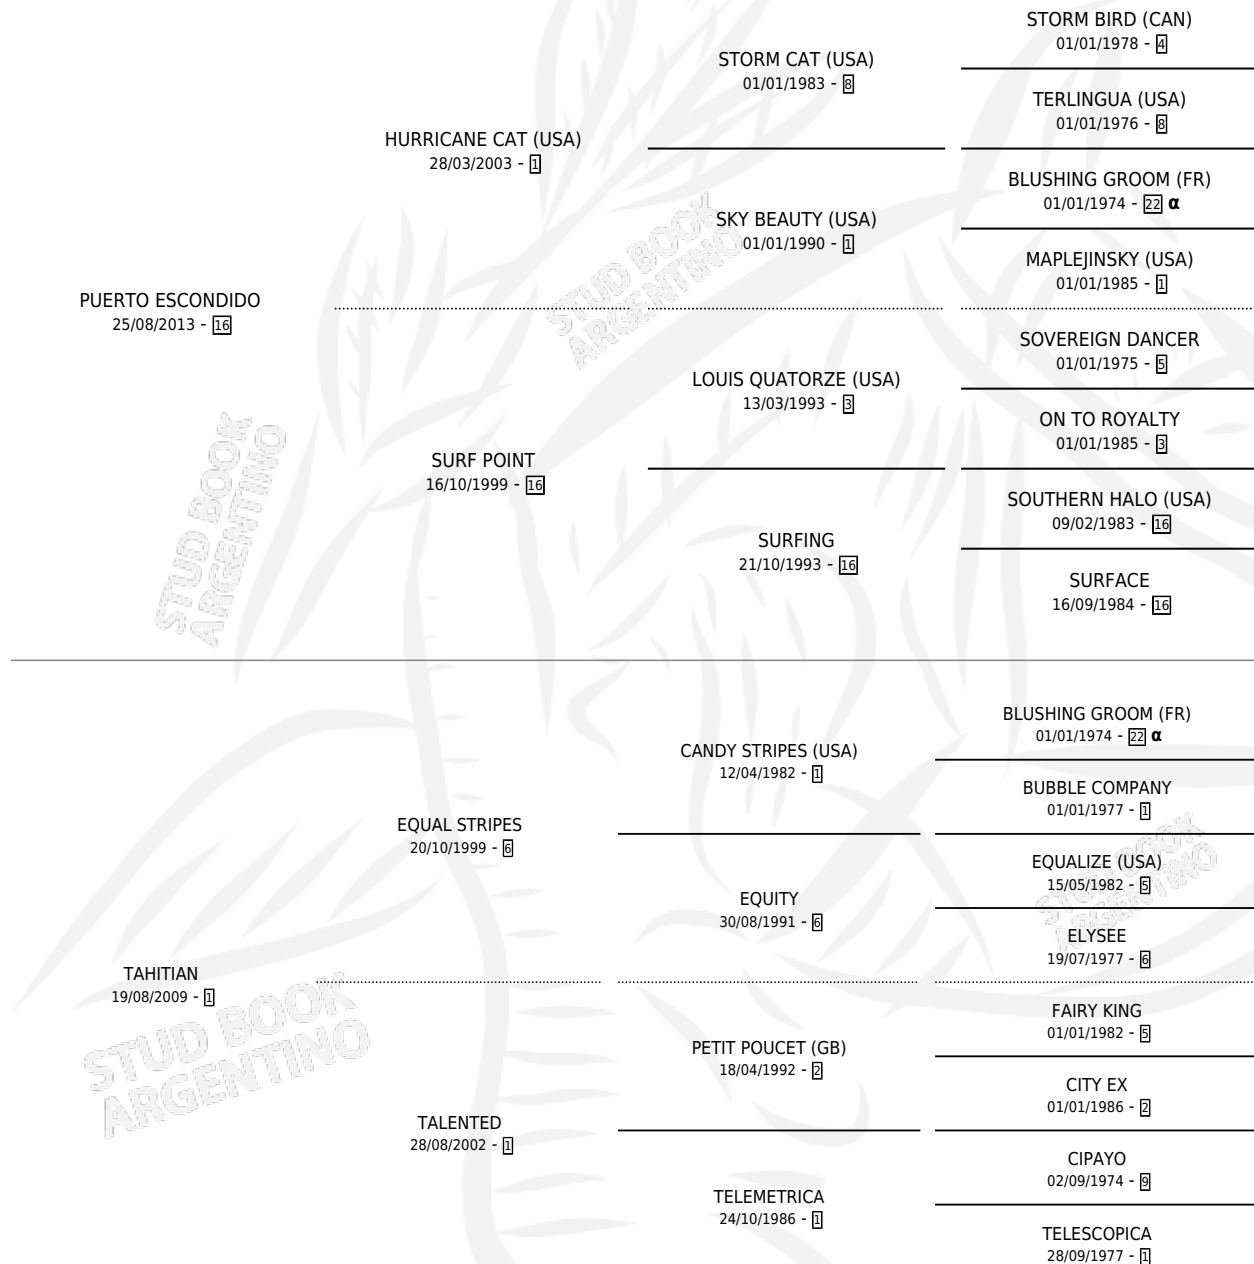 STORM BIRD (CAN)
01/01/1978 - 4
STORM CAT (USA)
01/01/1983 - 8
TERLINGUA (USA)
01/01/1976 - 8
HURRICANE CAT (USA)
28/03/2003 - 1
BLUSHING GROOM (FR)
01/01/1974 - 22 α
SKY BEAUTY (USA)
01/01/1990 - 1
MAPLEJINSKY (USA)
01/01/1985 - 1
PUERTO ESCONDIDO
25/08/2013 - 16
SOVEREIGN DANCER
01/01/1975 - 5
LOUIS QUATORZE (USA)
13/03/1993 - 3
ON TO ROYALTY
01/01/1985 - 3
SURF POINT
16/10/1999 - 16
SOUTHERN HALO (USA)
09/02/1983 - 16
SURFING
21/10/1993 - 16
SURFACE
16/09/1984 - 16
BLUSHING GROOM (FR)
01/01/1974 - 22 α
CANDY STRIPES (USA)
12/04/1982 - 1
BUBBLE COMPANY
01/01/1977 - 1
EQUAL STRIPES
20/10/1999 - 6
EQUALIZE (USA)
15/05/1982 - 5
EQUITY
30/08/1991 - 6
ELYSEE
19/07/1977 - 6
TAHITIAN
19/08/2009 - 1
FAIRY KING
01/01/1982 - 5
PETIT POUCET (GB)
18/04/1992 - 2
CITY EX
01/01/1986 - 2
TALENTED
28/08/2002 - 1
CIPAYO
02/09/1974 - 9
TELEMETRICA
24/10/1986 - 1
TELESCOPICA
28/09/1977 - 1
STUD BOOK
ARGENTINO
STUD BOOK
ARGENTINO
STUD BOOK
ARGENTINO
STUD BOOK
ARGENTINO